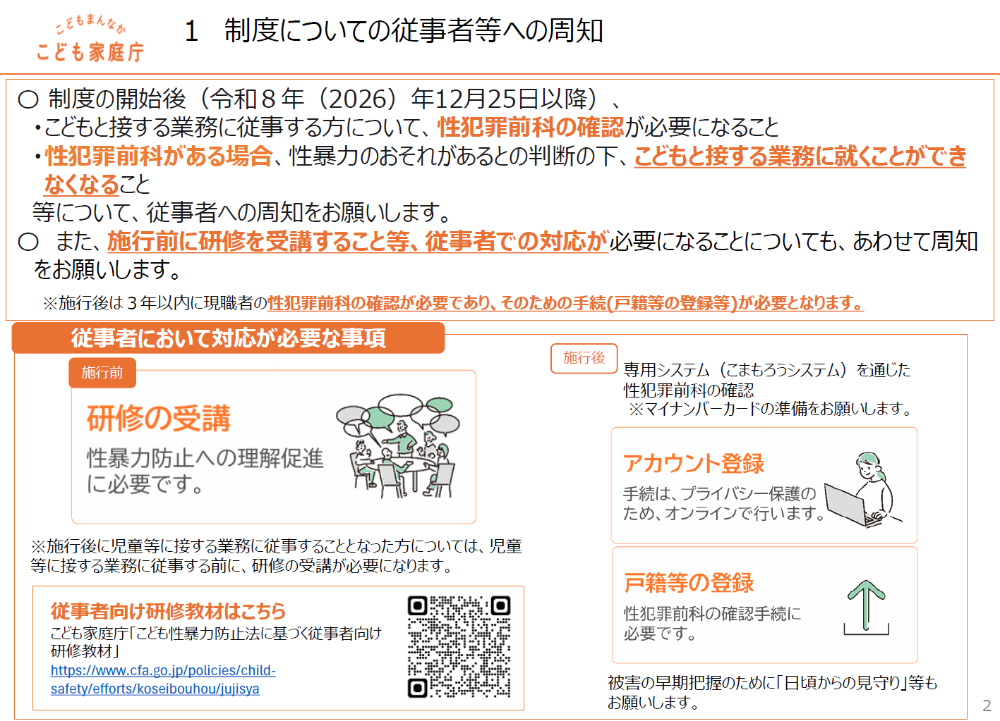 こどもまんなか
こども家庭庁
1　制度についての従事者等への周知
〇 制度の開始後（令和８年（2026）年12月25日以降）、
・こどもと接する業務に従事する方について、性犯罪前科の確認が必要になること
・性犯罪前科がある場合、性暴力のおそれがあるとの判断の下、こどもと接する業務に就くことができ
なくなること
等について、従事者への周知をお願いします。
〇　また、施行前に研修を受講すること等、従事者での対応が必要になることについても、あわせて周知
をお願いします。
※施行後は３年以内に現職者の性犯罪前科の確認が必要であり、そのための手続(戸籍等の登録等)が必要となります。
従事者において対応が必要な事項
施行前
研修の受講
性暴力防止への理解促進
に必要です。
※施行後に児童等に接する業務に従事することとなった方については、児童
等に接する業務に従事する前に、研修の受講が必要になります。
従事者向け研修教材はこちら
こども家庭庁「こども性暴力防止法に基づく従事者向け
研修教材」
https://www.cfa.go.jp/policies/child-
safety/efforts/koseibouhou/jujisya
施行後
専用システム（こまもろうシステム）を通じた
性犯罪前科の確認
※マイナンバーカードの準備をお願いします。
アカウント登録
手続は、プライバシー保護の
ため、オンラインで行います。
戸籍等の登録
性犯罪前科の確認手続に
必要です。
被害の早期把握のために「日頃からの見守り」等も
お願いします。
2